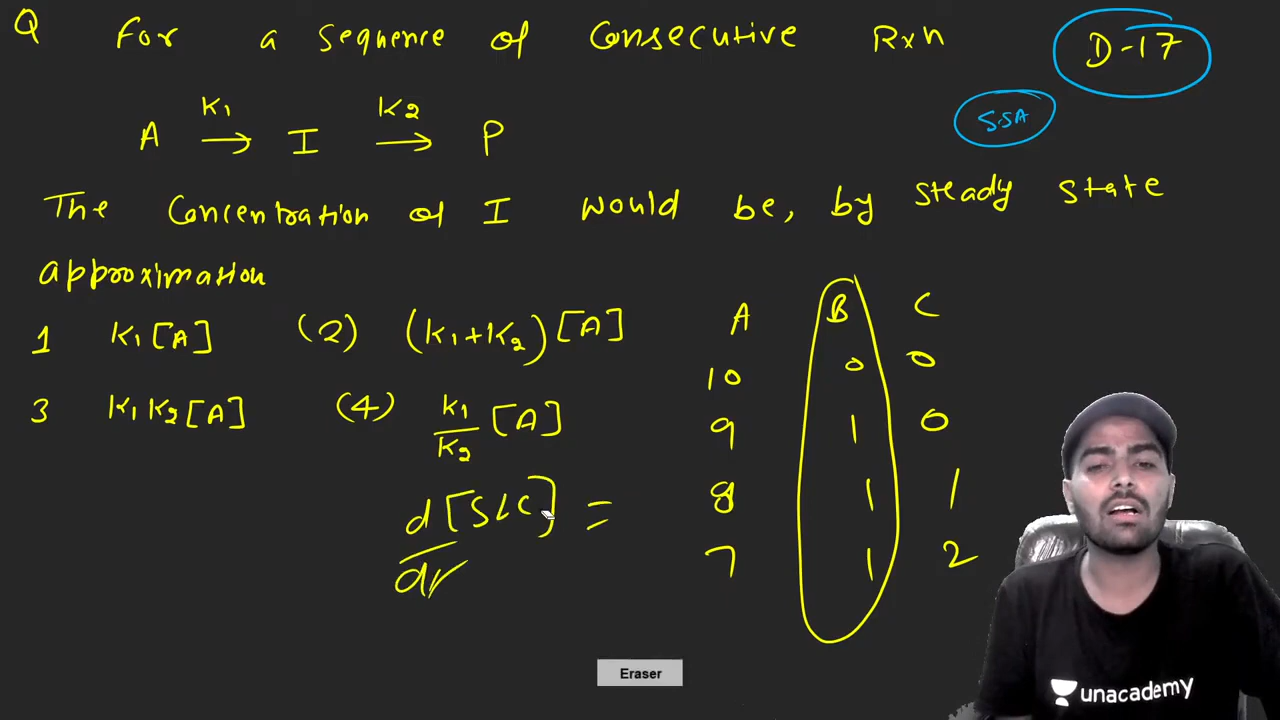 Q For a Sequence of Consecutive Rxn
D-17
K1 K2
A → I → P
S.S.A
The Concentration of I would be, by steady state
approximation
1 K1[A] (2) (K1+K2)[A]
3 K1K2[A] (4) K1/K2 [A]
A B C
10 0 0
9 1 0
8 1 1
7 1 2
d[SLC] =
Eraser
unacademy